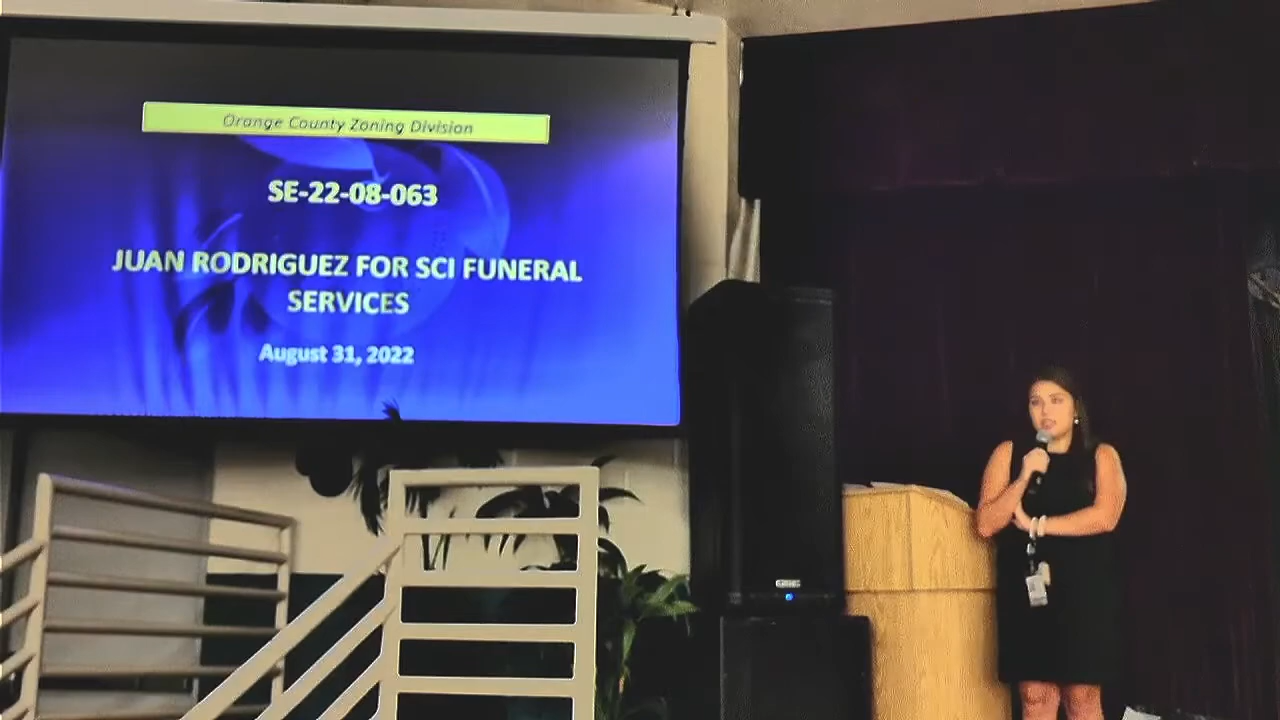 Orange County Zoning Division
SE-22-08-063
JUAN RODRIGUEZ FOR SCI FUNERAL
SERVICES
August 31, 2022